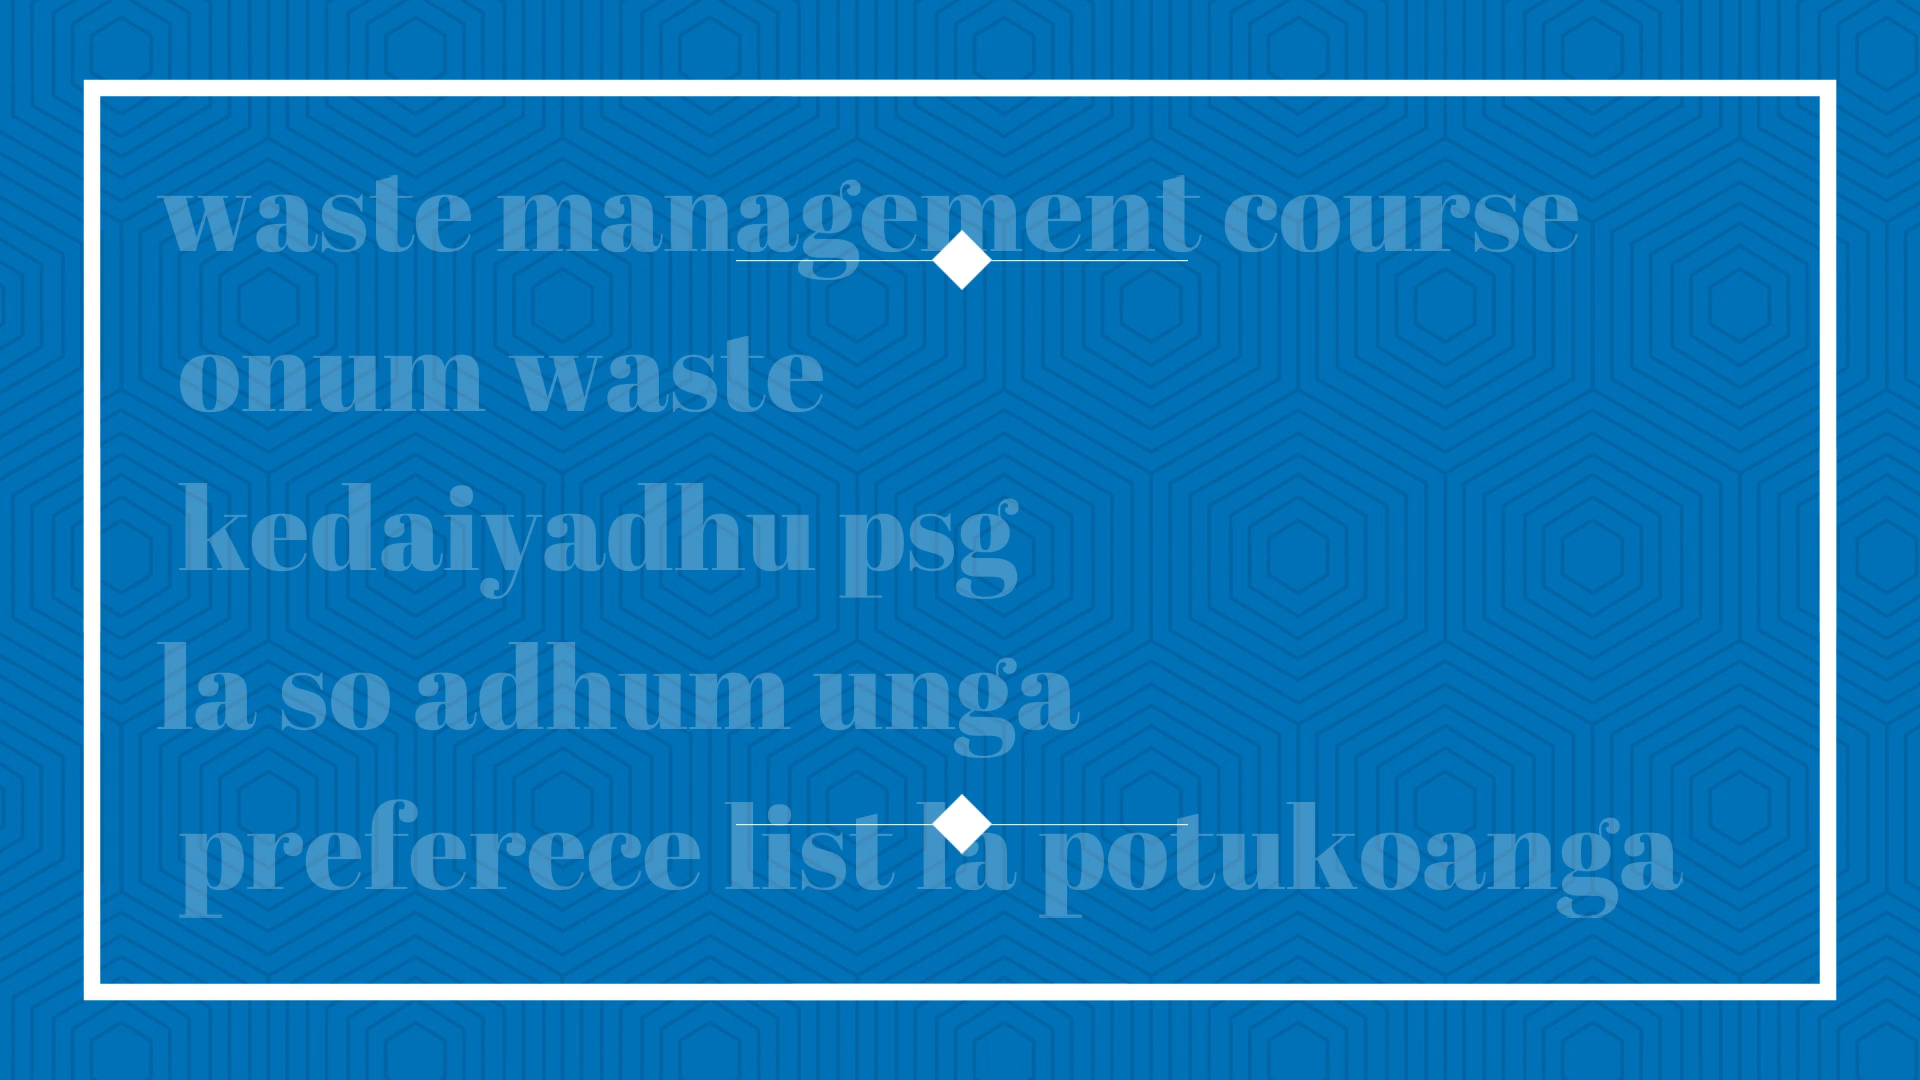 waste management course
onum waste
kedaiyadhu psg
la so adhum unga
preferece list la potukoanga